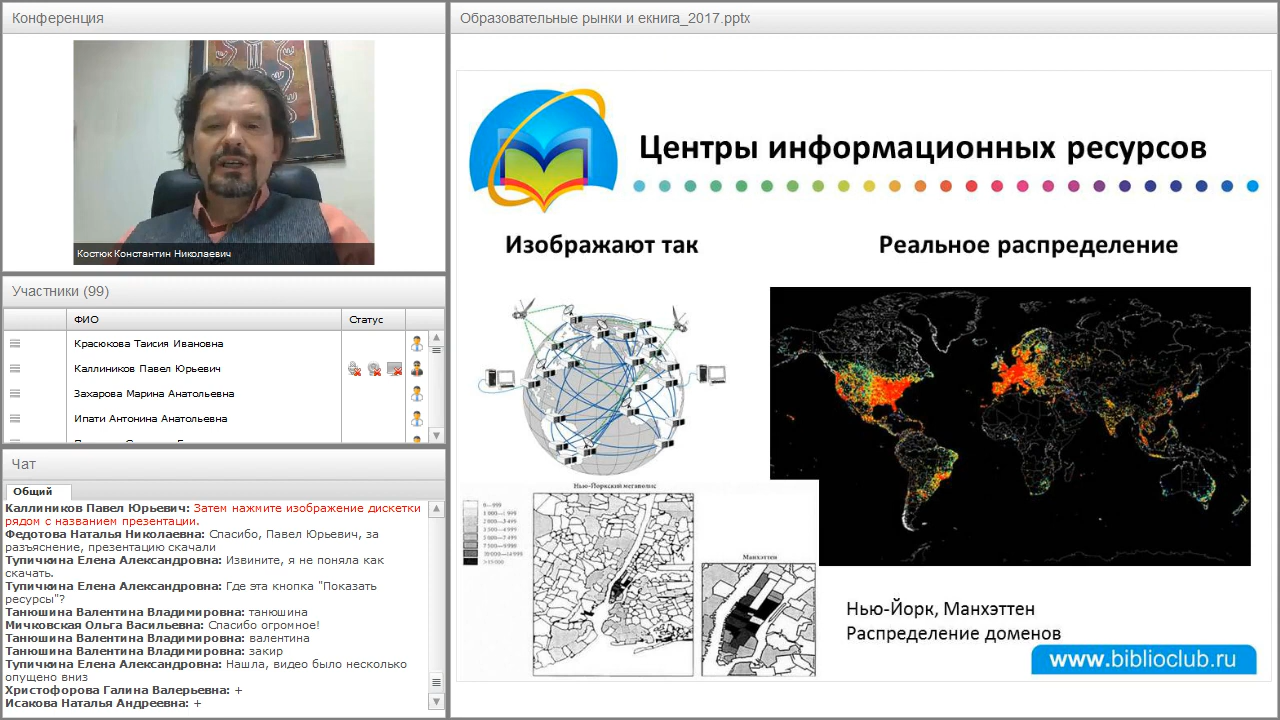 Конференция
Костюк Константин Николаевич
Участники (99)
ФИО
Статус
Красюкова Таисия Ивановна
Каллиников Павел Юрьевич
Захарова Марина Анатольевна
Ипати Антонина Анатольевна
Чат
Общий
Каллиников Павел Юрьевич: Затем нажмите изображение дискетки
рядом с названием презентации.
Федотова Наталья Николаевна: Спасибо, Павел Юрьевич, за
разъяснение, презентацию скачали
Тупичкина Елена Александровна: Извините, я не поняла как
скачать.
Тупичкина Елена Александровна: Где эта кнопка "Показать
ресурсы"?
Танюшина Валентина Владимировна: танюшина
Мичковская Ольга Васильевна: Спасибо огромное!
Танюшина Валентина Владимировна: валентина
Танюшина Валентина Владимировна: закир
Тупичкина Елена Александровна: Нашла, видео было несколько
опущено вниз
Христофорова Галина Валерьевна: +
Исакова Наталья Андреевна: +
Образовательные рынки и екнига_2017.pptx
Центры информационных ресурсов
Изображают так
Реальное распределение
Нью-Йоркский мегаполис
Манхэттен
Нью-Йорк, Манхэттен
Распределение доменов
www.biblioclub.ru